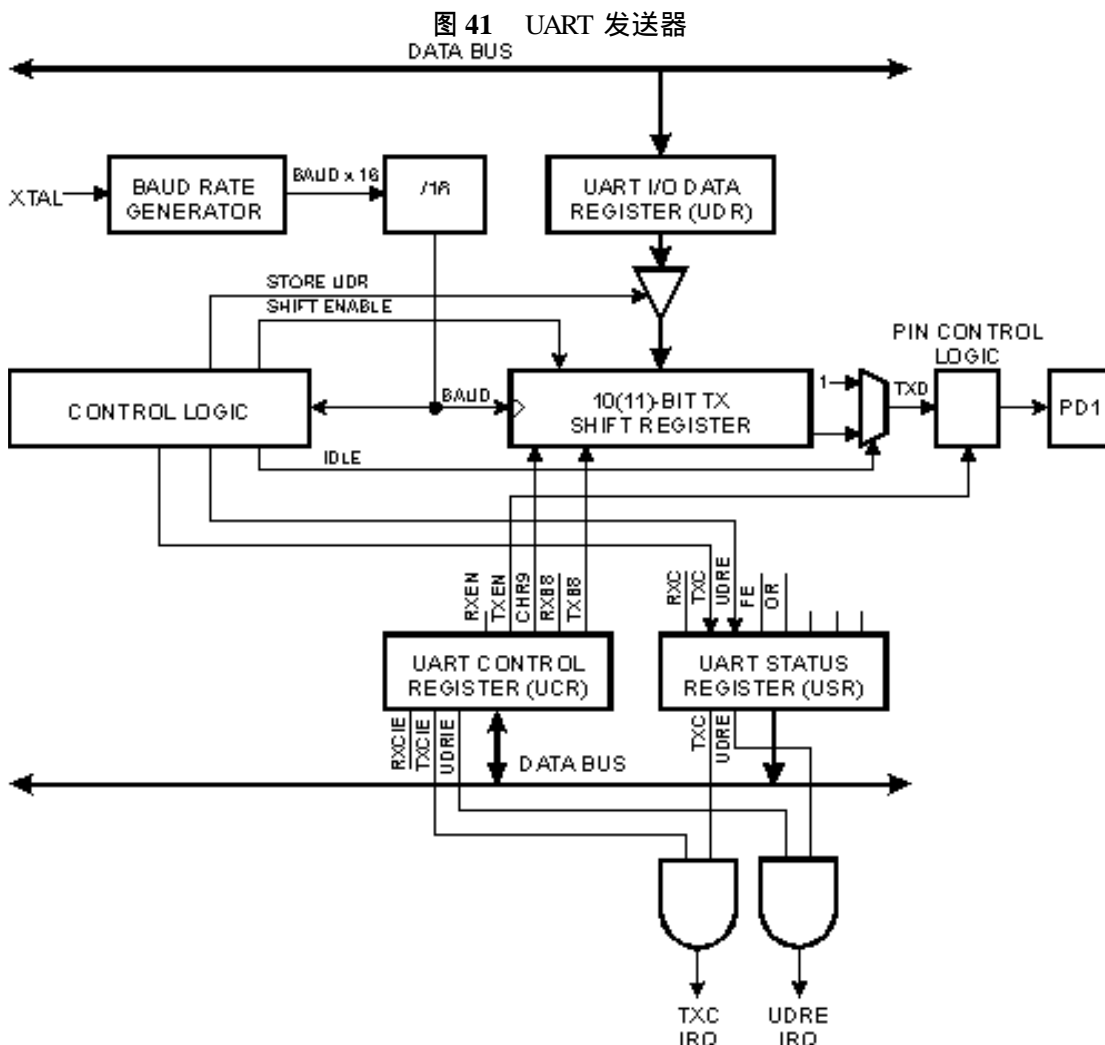 图 41 UART 发送器
DATA BUS
XTAL
BAUD RATE
GENERATOR
BAUD x 16
/16
UART I/O DATA
REGISTER (UDR)
STORE UDR
SHIFT ENABLE
PIN CONTROL
LOGIC
CONTROL LOGIC
BAUD
10(11)-BIT TX
SHIFT REGISTER
1
TXD
PD1
IDLE
RXEN
TXEN
CHR9
RXB8
TXB8
RXC
TXC
UDRE
FE
OR
UART CONTROL
REGISTER (UCR)
UART STATUS
REGISTER (USR)
RXCIE
TXCIE
UDRIE
TXC
UDRE
DATA BUS
TXC
IRQ
UDRE
IRQ